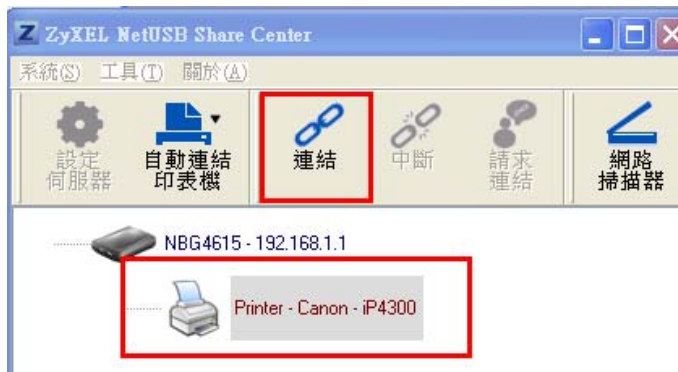 ZyXEL NetUSB Share Center
系統(S) 工具(T) 關於(A)
設定
伺服器
自動連結
印表機
連結
中斷
請求
連結
網路
掃描器
NBG4615 - 192.168.1.1
Printer - Canon - iP4300